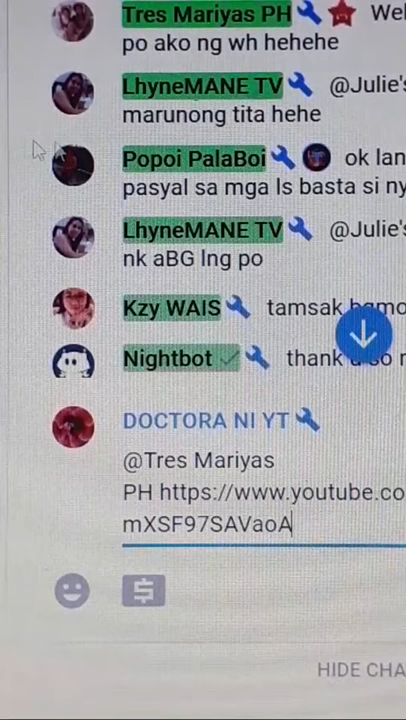 Tres Mariyas PH Wel
po ako ng wh hehehe
LhyneMANE TV @Julie's
marunong tita hehe
Popoi PalaBoi ok lan
pasyal sa mga ls basta si ny
LhyneMANE TV @Julie's
nk aBG lng po
Kzy WAIS tamsak
Nightbot thank
DOCTORA NI YT
@Tres Mariyas
PH https://www.youtube.co
mXSF97SAVaoA
HIDE CHA